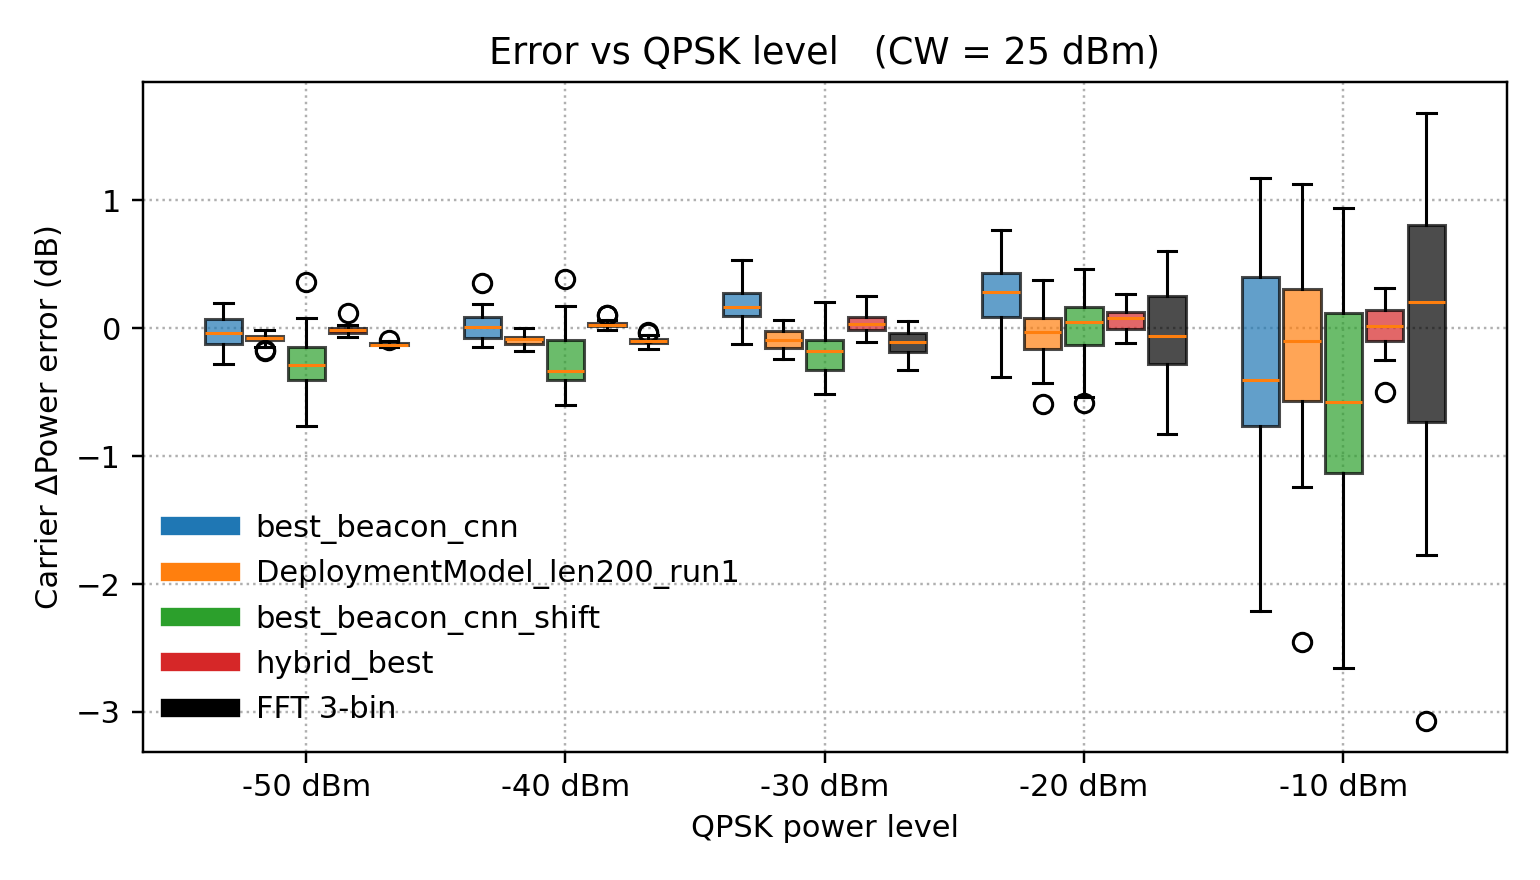 Error vs QPSK level   (CW = 25 dBm)
Carrier ΔPower error (dB)
1
0
−1
−2
−3
best_beacon_cnn
DeploymentModel_len200_run1
best_beacon_cnn_shift
hybrid_best
FFT 3-bin
-50 dBm -40 dBm -30 dBm -20 dBm -10 dBm
QPSK power level